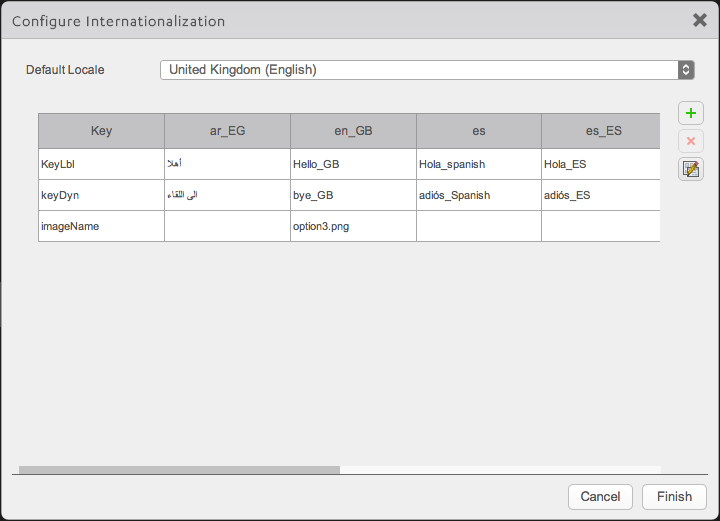 Configure Internationalization
Default Locale United Kingdom (English)
Key ar_EG en_GB es es_ES
KeyLbl أهلا Hello_GB Hola_spanish Hola_ES
keyDyn الى اللقاء bye_GB adiós_Spanish adiós_ES
imageName option3.png
Cancel Finish